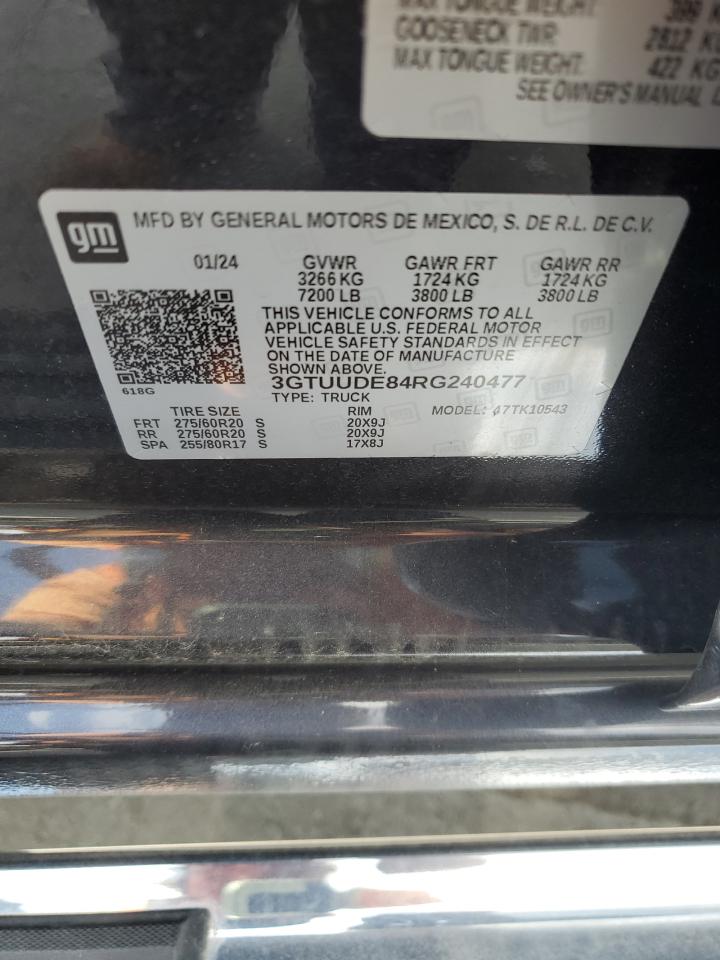 MAX TONGUE WEIGHT:
GOOSENECK TWR: 2812 KG
MAX TONGUE WEIGHT: 422 KG
SEE OWNER'S MANUAL
gm MFD BY GENERAL MOTORS DE MEXICO, S. DE R.L. DE C.V.
01/24 GVWR GAWR FRT GAWR RR
3266 KG 1724 KG 1724 KG
7200 LB 3800 LB 3800 LB
THIS VEHICLE CONFORMS TO ALL
APPLICABLE U.S. FEDERAL MOTOR
VEHICLE SAFETY STANDARDS IN EFFECT
ON THE DATE OF MANUFACTURE
SHOWN ABOVE.
3GTUUDE84RG240477
618G TYPE: TRUCK
TIRE SIZE RIM MODEL: 47TK10543
FRT 275/60R20 S 20X9J
RR 275/60R20 S 20X9J
SPA 255/80R17 S 17X8J